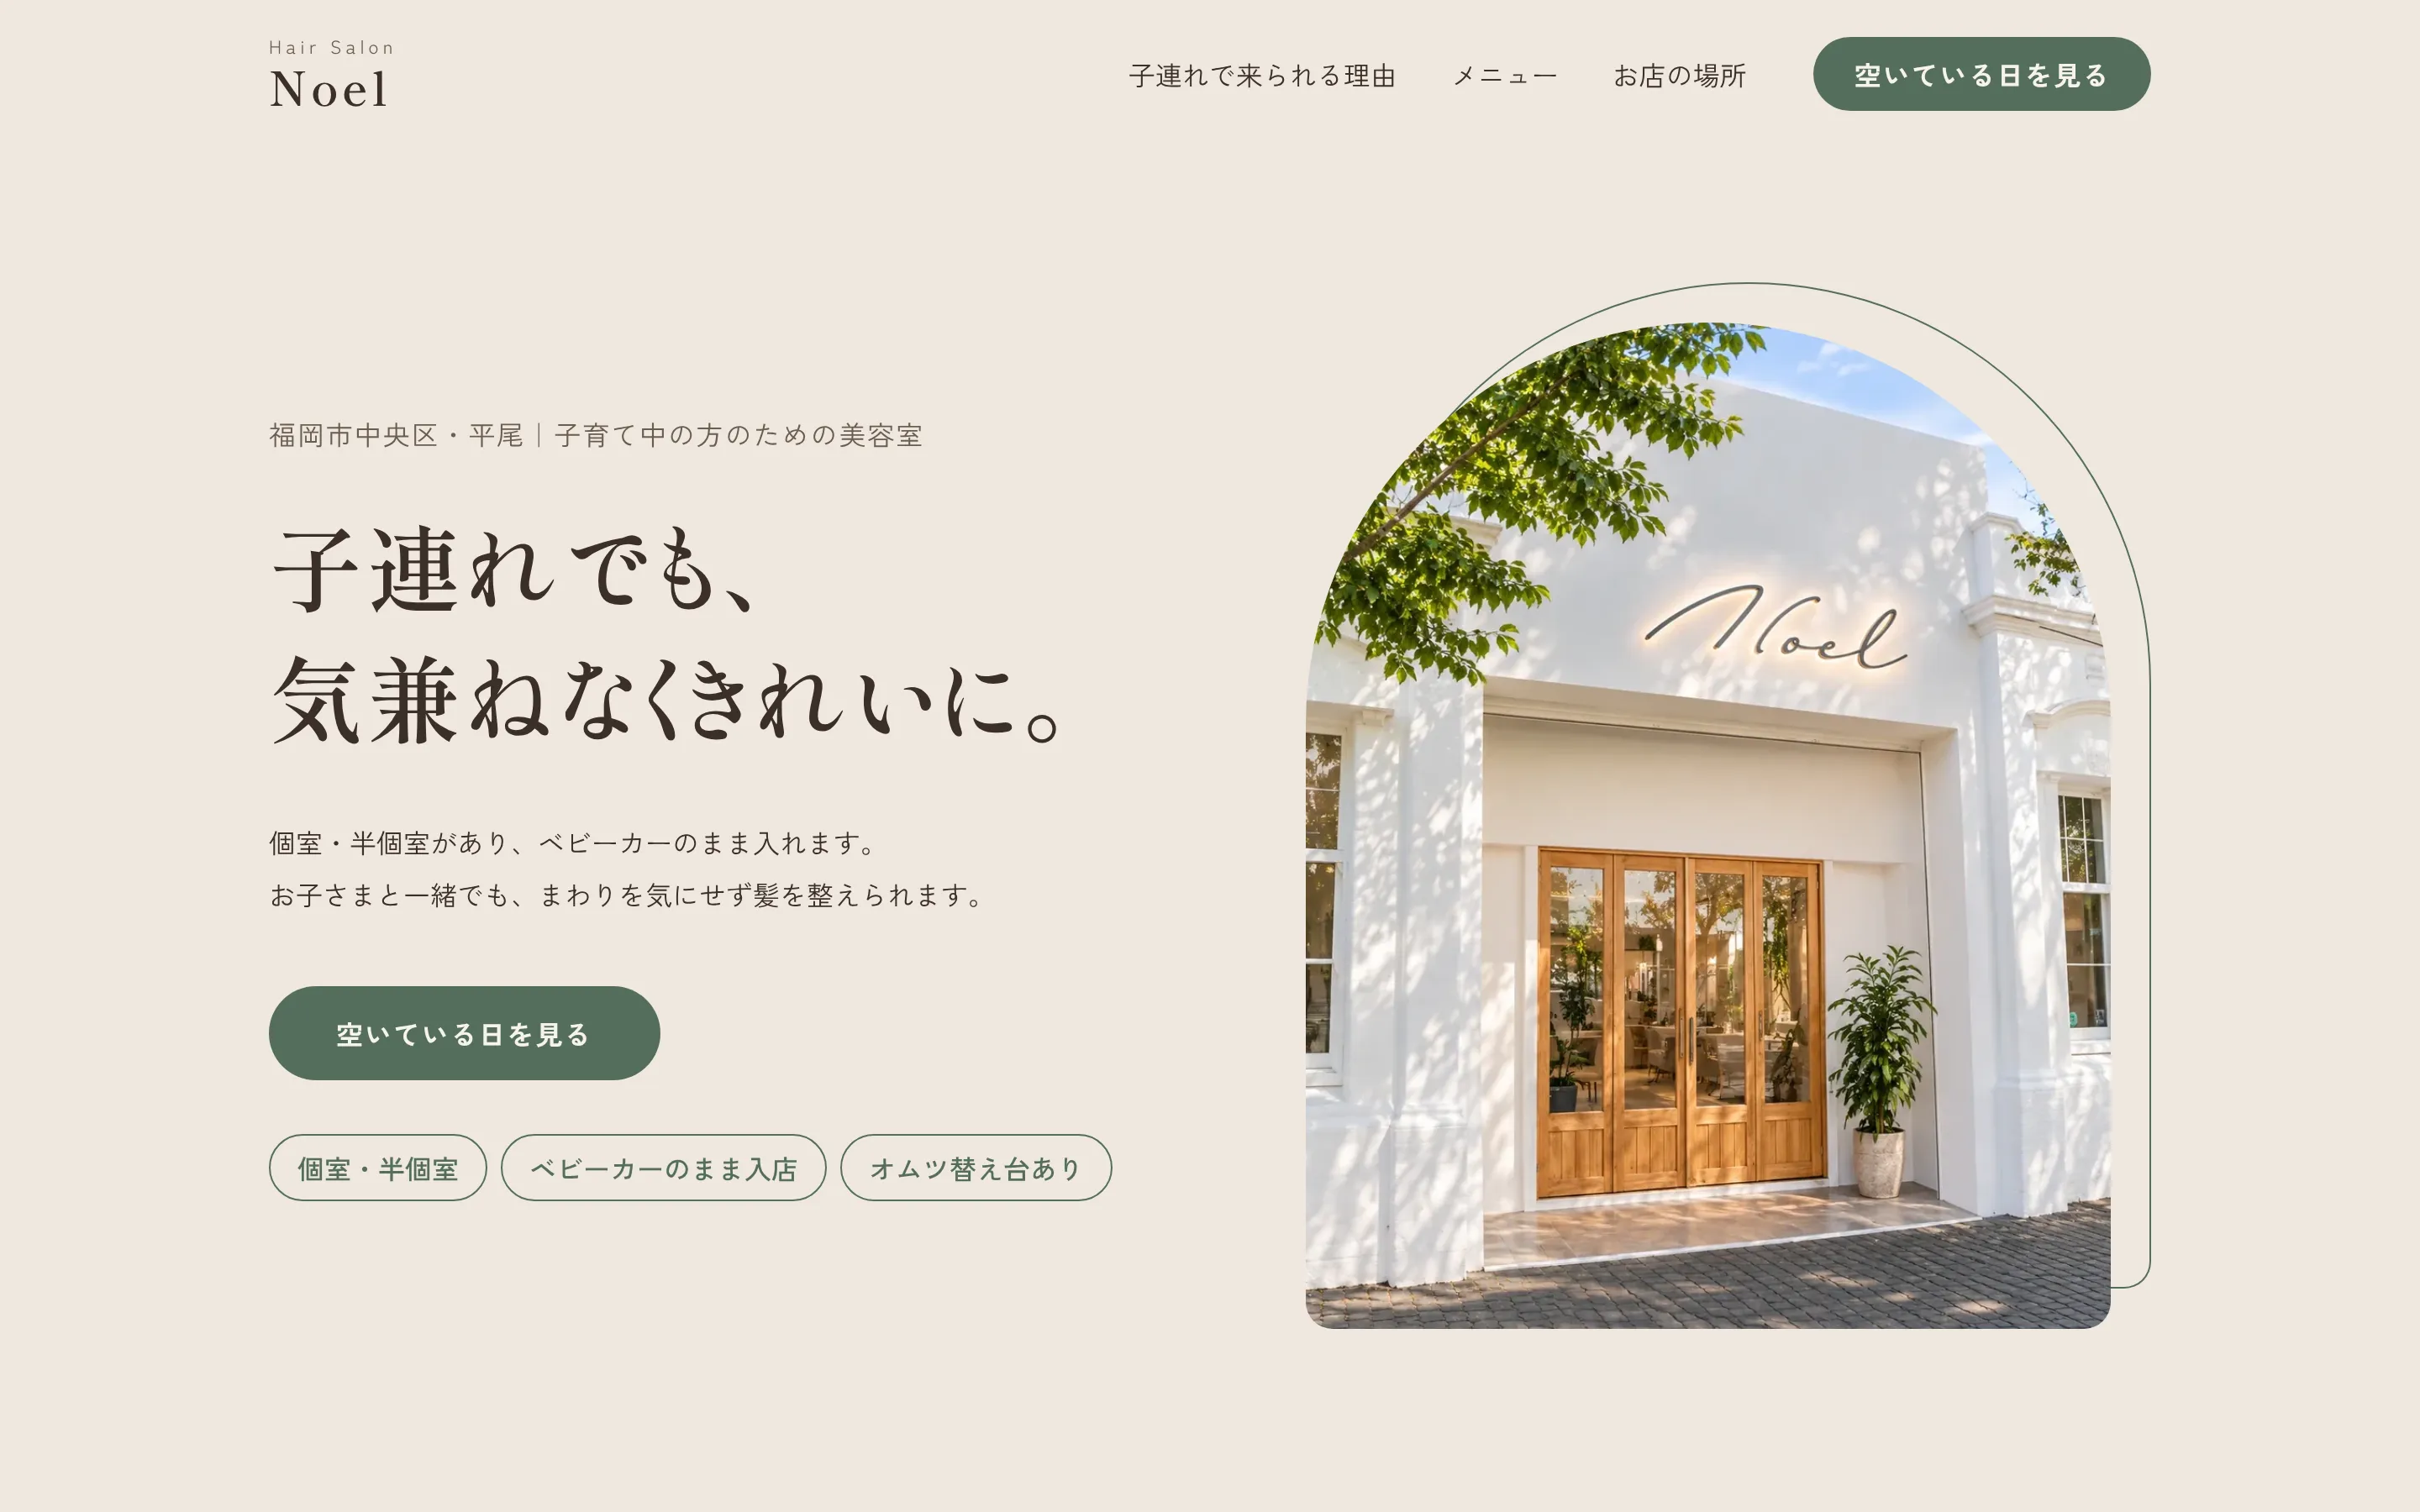 Hair Salon
Noel
子連れで来られる理由
メニュー
お店の場所
空いている日を見る
福岡市中央区・平尾｜子育て中の方のための美容室
子連れでも、
気兼ねなくきれいに。
個室・半個室があり、ベビーカーのまま入れます。
お子さまと一緒でも、まわりを気にせず髪を整えられます。
空いている日を見る
個室・半個室
ベビーカーのまま入店
オムツ替え台あり
Noel